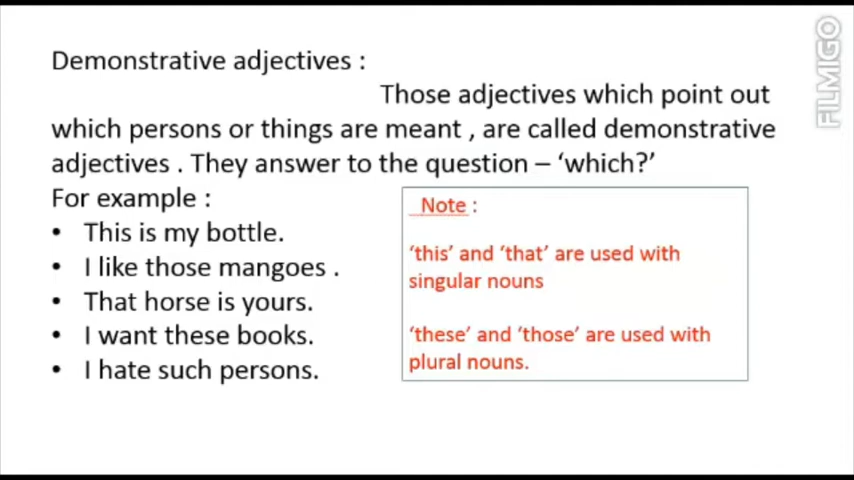 Demonstrative adjectives :
Those adjectives which point out
which persons or things are meant , are called demonstrative
adjectives . They answer to the question – ‘which?’
For example :
• This is my bottle.
• I like those mangoes .
• That horse is yours.
• I want these books.
• I hate such persons.
Note :
‘this’ and ‘that’ are used with
singular nouns
‘these’ and ‘those’ are used with
plural nouns.
FILMIGO